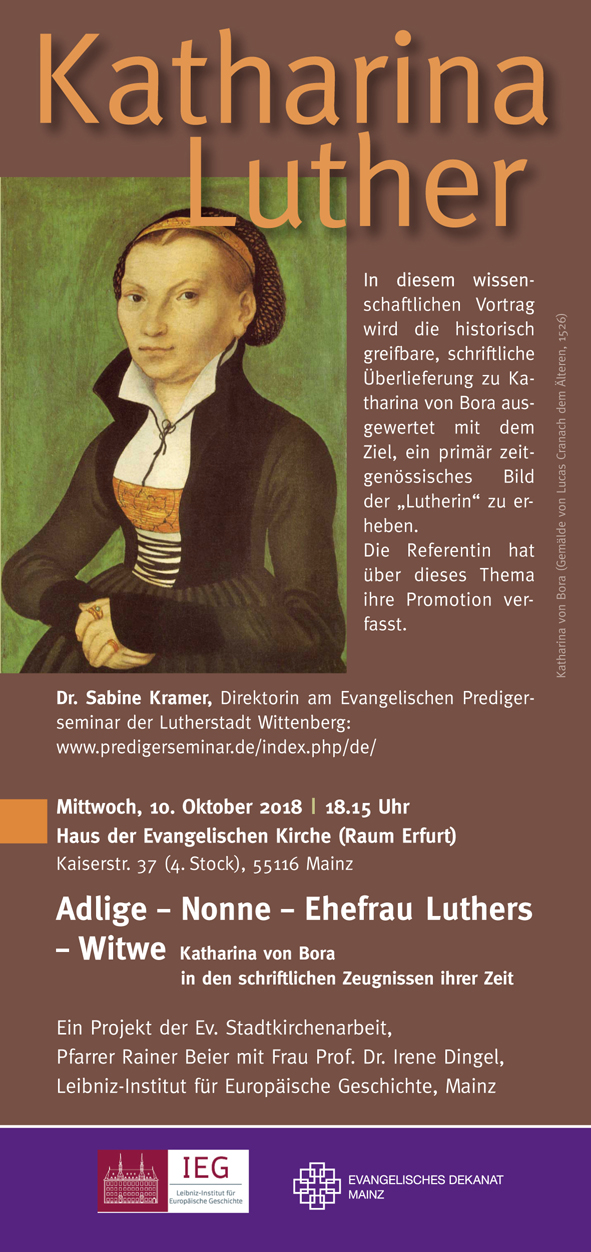 Katharina
Luther
In diesem wissen-
schaftlichen Vortrag
wird die historisch
greifbare, schriftliche
Überlieferung zu Ka-
tharina von Bora aus-
gewertet mit dem
Ziel, ein primär zeit-
genössisches Bild
der „Lutherin“ zu er-
heben.
Die Referentin hat
über dieses Thema
ihre Promotion ver-
fasst.
Katharina von Bora (Gemälde von Lucas Cranach dem Älteren, 1526)
Dr. Sabine Kramer, Direktorin am Evangelischen Prediger-
seminar der Lutherstadt Wittenberg:
www.predigerseminar.de/index.php/de/
Mittwoch, 10. Oktober 2018 | 18.15 Uhr
Haus der Evangelischen Kirche (Raum Erfurt)
Kaiserstr. 37 (4. Stock), 55116 Mainz
Adlige – Nonne – Ehefrau Luthers
– Witwe Katharina von Bora
in den schriftlichen Zeugnissen ihrer Zeit
Ein Projekt der Ev. Stadtkirchenarbeit,
Pfarrer Rainer Beier mit Frau Prof. Dr. Irene Dingel,
Leibniz-Institut für Europäische Geschichte, Mainz
IEG
Leibniz-Institut für
Europäische Geschichte
EVANGELISCHES DEKANAT
MAINZ